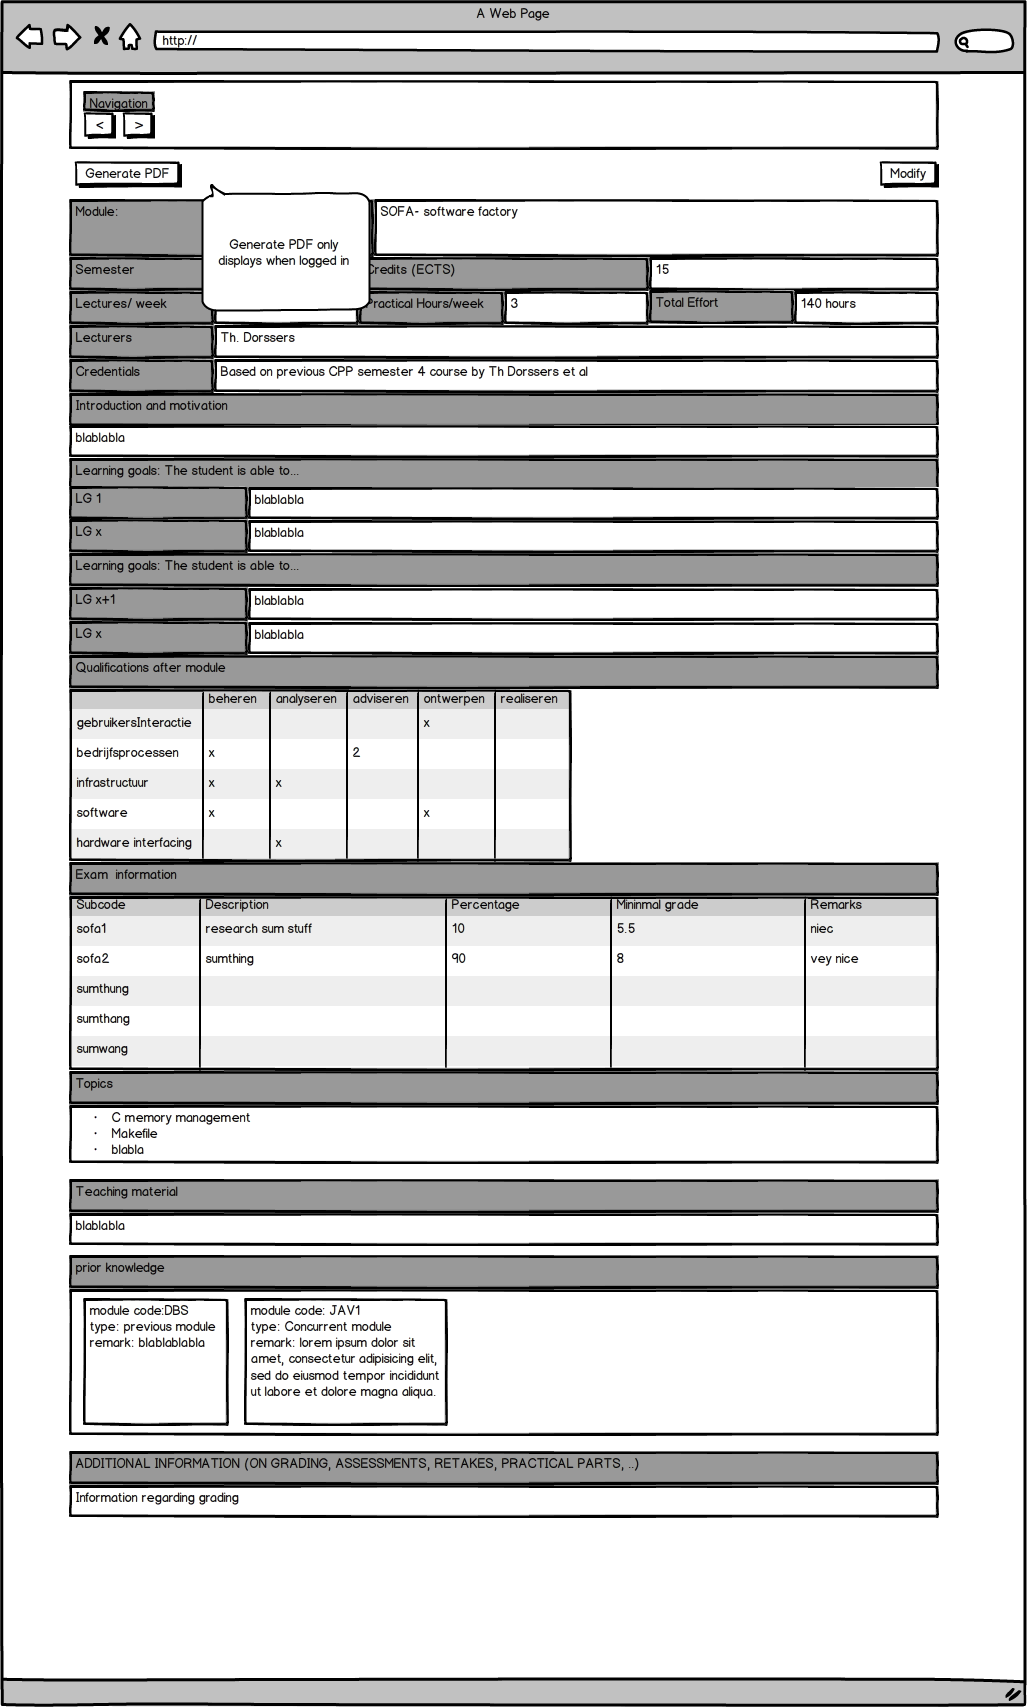 A Web Page
http://
Navigation
< >
Generate PDF Modify
Module: SOFA- software factory
Generate PDF only
displays when logged in
Semester Credits (ECTS) 15
Lectures/ week Practical Hours/week 3 Total Effort 140 hours
Lecturers Th. Dorssers
Credentials Based on previous CPP semester 4 course by Th Dorssers et al
Introduction and motivation
blablabla
Learning goals: The student is able to...
LG 1 blablabla
LG x blablabla
Learning goals: The student is able to...
LG x+1 blablabla
LG x blablabla
Qualifications after module
beheren analyseren adviseren ontwerpen realiseren
gebruikersInteractie x
bedrijfsprocessen x 2
infrastructuur x x
software x x
hardware interfacing x
Exam information
Subcode Description Percentage Mininmal grade Remarks
sofa1 research sum stuff 10 5.5 niec
sofa2 sumthing 90 8 vey nice
sumthung
sumthang
sumwang
Topics
· C memory management
· Makefile
· blabla
Teaching material
blablabla
prior knowledge
module code:DBS
type: previous module
remark: blablablabla
module code: JAV1
type: Concurrent module
remark: lorem ipsum dolor sit
amet, consectetur adipisicing elit,
sed do eiusmod tempor incididunt
ut labore et dolore magna aliqua.
ADDITIONAL INFORMATION (ON GRADING, ASSESSMENTS, RETAKES, PRACTICAL PARTS, ..)
Information regarding grading